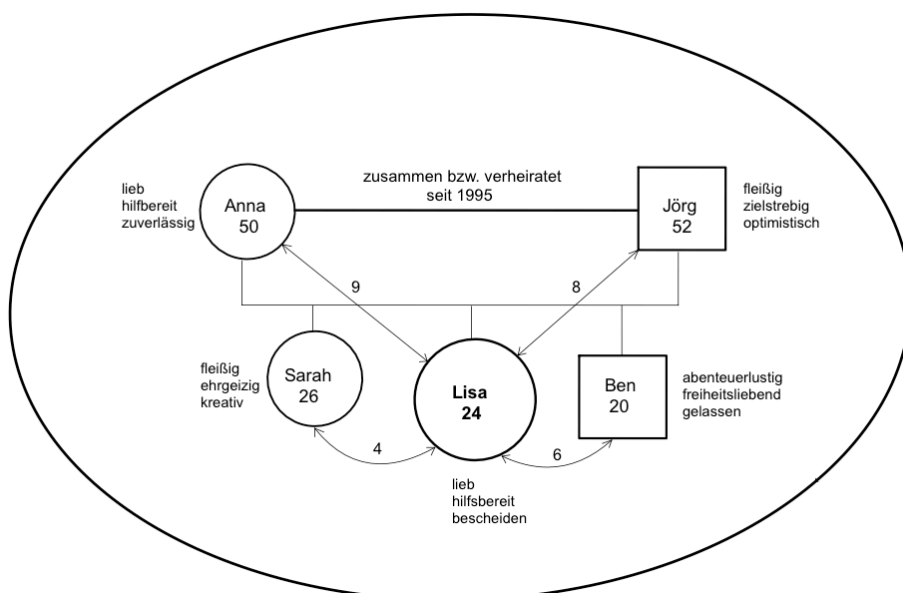 zusammen bzw. verheiratet
seit 1995
lieb
hilfbereit
zuverlässig
Anna
50
Jörg
52
fleißig
zielstrebig
optimistisch
9
8
fleißig
ehrgeizig
kreativ
Sarah
26
Lisa
24
Ben
20
abenteuerlustig
freiheitsliebend
gelassen
4
6
lieb
hilfsbereit
bescheiden